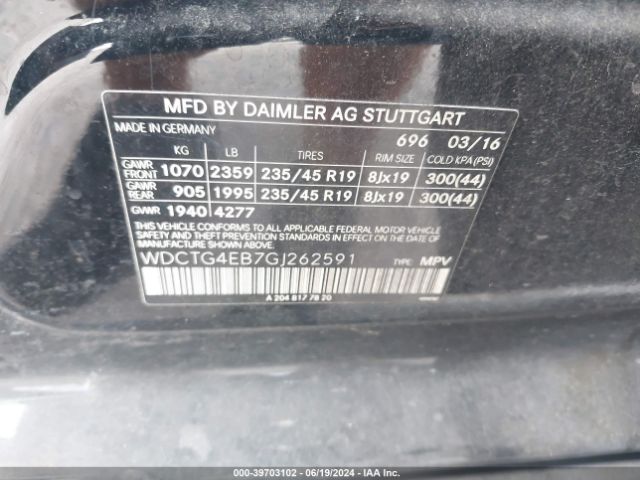 MFD BY DAIMLER AG STUTTGART
MADE IN GERMANY 696 03/16
KG LB TIRES RIM SIZE COLD KPA(PSI)
GAWR FRONT 1070 2359 235/45 R19 8Jx19 300(44)
GAWR REAR 905 1995 235/45 R19 8Jx19 300(44)
GVWR 1940 4277
THIS VEHICLE CONFORMS TO ALL APPLICABLE FEDERAL MOTOR VEHICLE
SAFETY, BUMPER, AND THEFT PREVENTION STANDARDS IN EFFECT
ON THE DATE OF MANUFACTURE SHOWN ABOVE.
WDCTG4EB7GJ262591 TYPE: MPV
A 204 817 78 20
000-39703102 - 06/19/2024 - IAA Inc.